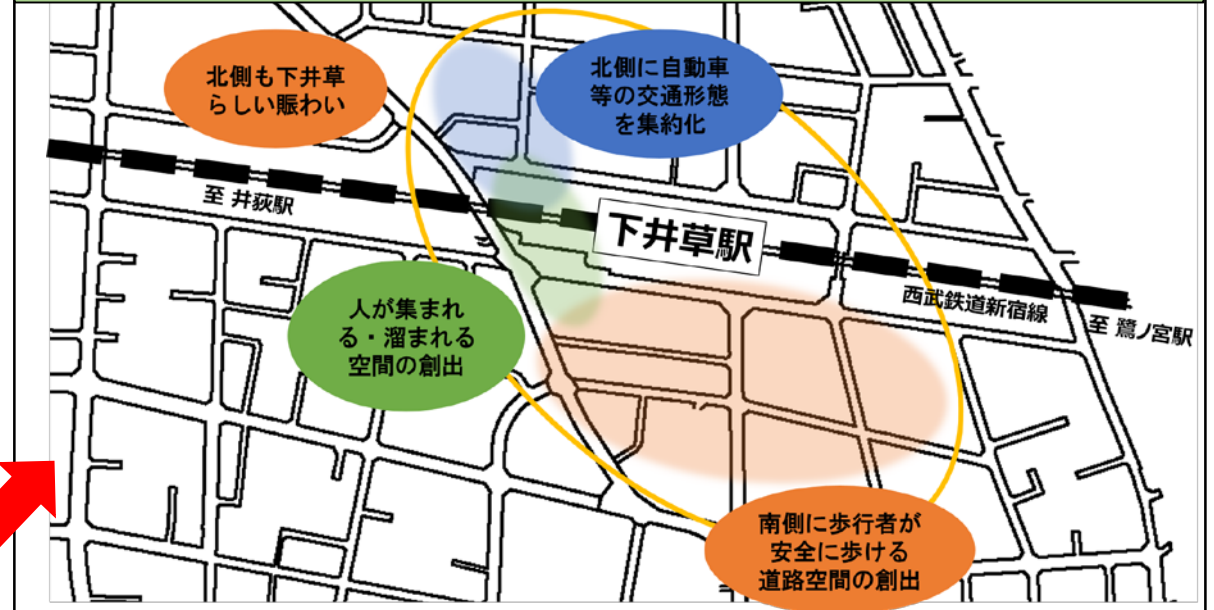 北側も下井草
らしい賑わい
北側に自動車
等の交通形態
を集約化
至 井荻駅
下井草駅
西武鉄道新宿線
至 鷺ノ宮駅
人が集まれ
る・溜まれる
空間の創出
南側に歩行者が
安全に歩ける
道路空間の創出